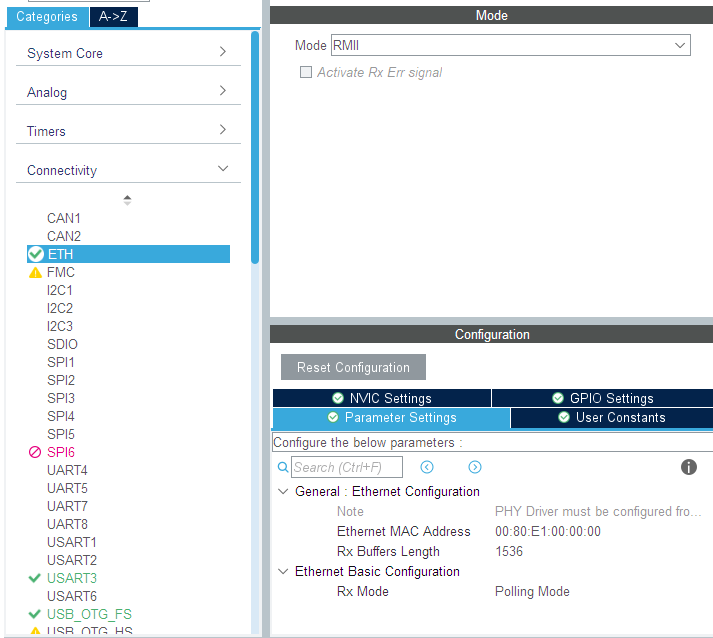 Categories
A->Z
System Core
Analog
Timers
Connectivity
CAN1
CAN2
ETH
FMC
I2C1
I2C2
I2C3
SDIO
SPI1
SPI2
SPI3
SPI4
SPI5
SPI6
UART4
UART5
UART7
UART8
USART1
USART2
USART3
USART6
USB_OTG_FS
USB_OTG_HS
Mode
Mode RMII
Activate Rx Err signal
Configuration
Reset Configuration
NVIC Settings
GPIO Settings
Parameter Settings
User Constants
Configure the below parameters :
Search (Ctrl+F)
General : Ethernet Configuration
Note PHY Driver must be configured fro...
Ethernet MAC Address 00:80:E1:00:00:00
Rx Buffers Length 1536
Ethernet Basic Configuration
Rx Mode Polling Mode